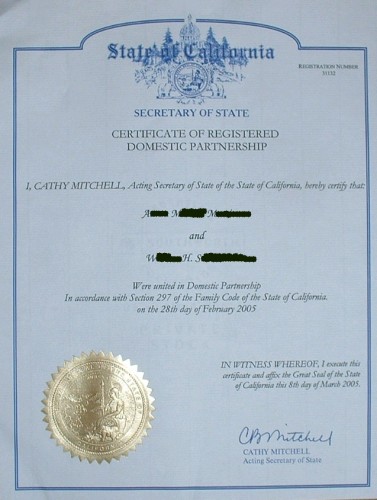 State of California
REGISTRATION NUMBER
31132
SECRETARY OF STATE
CERTIFICATE OF REGISTERED
DOMESTIC PARTNERSHIP
I, CATHY MITCHELL, Acting Secretary of State of the State of California, hereby certify that:
A M M
and
W H. S
Were united in Domestic Partnership
In accordance with Section 297 of the Family Code of the State of California.
on the 28th day of February 2005
IN WITNESS WHEREOF, I execute this
certificate and affix the Great Seal of the State
of California this 8th day of March 2005.
CB Mitchell
CATHY MITCHELL
Acting Secretary of State